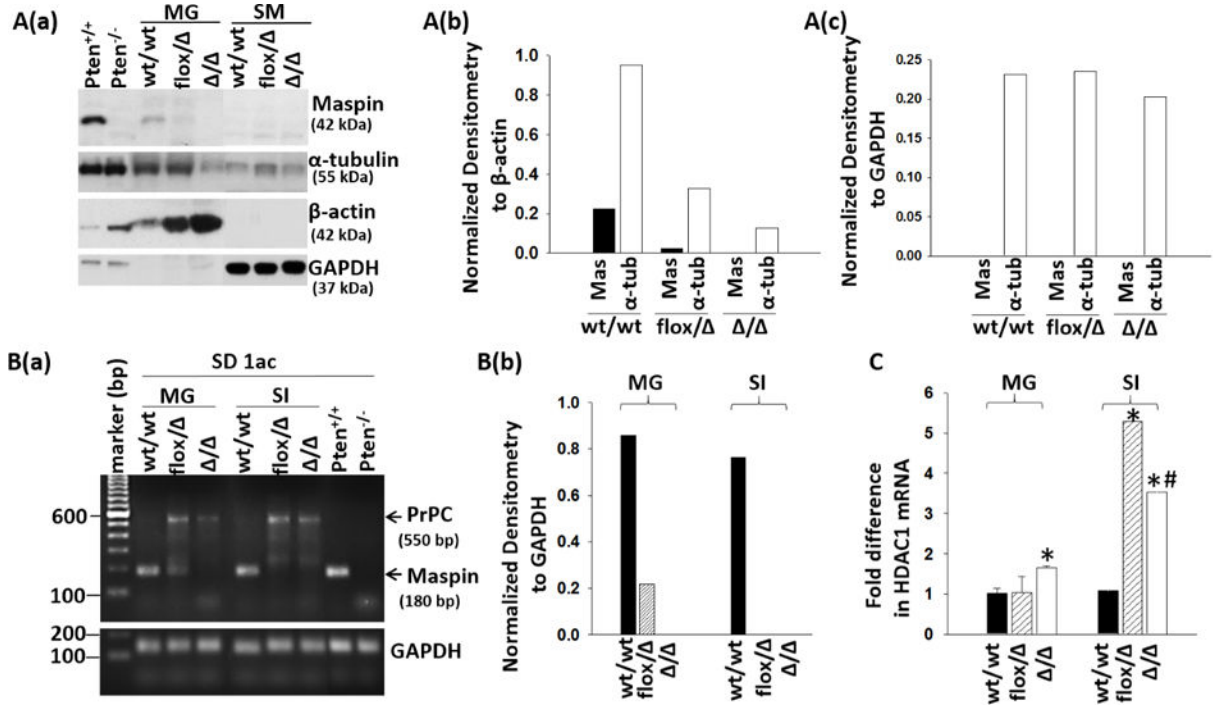 A(a)
MG SM
Pten+/+ Pten-/- wt/wt flox/Δ Δ/Δ wt/wt flox/Δ Δ/Δ
Maspin
(42 kDa)
α-tubulin
(55 kDa)
β-actin
(42 kDa)
GAPDH
(37 kDa)
A(b)
Normalized Densitometry
to β-actin
1.0
0.8
0.6
0.4
0.2
0.0
Mas α-tub Mas α-tub Mas α-tub
wt/wt flox/Δ Δ/Δ
A(c)
Normalized Densitometry
to GAPDH
0.25
0.20
0.15
0.10
0.05
0.00
Mas α-tub Mas α-tub Mas α-tub
wt/wt flox/Δ Δ/Δ
B(a)
SD 1ac
MG SI
marker (bp) wt/wt flox/Δ Δ/Δ wt/wt flox/Δ Δ/Δ Pten+/+ Pten-/-
600
PrPC
(550 bp)
Maspin
(180 bp)
100
200
100
GAPDH
B(b)
MG SI
Normalized Densitometry
to GAPDH
1.0
0.8
0.6
0.4
0.2
0.0
wt/wt flox/Δ Δ/Δ wt/wt flox/Δ Δ/Δ
C
MG SI
Fold difference
in HDAC1 mRNA
6
5
4
3
2
1
0
* * *#
wt/wt flox/Δ Δ/Δ wt/wt flox/Δ Δ/Δ